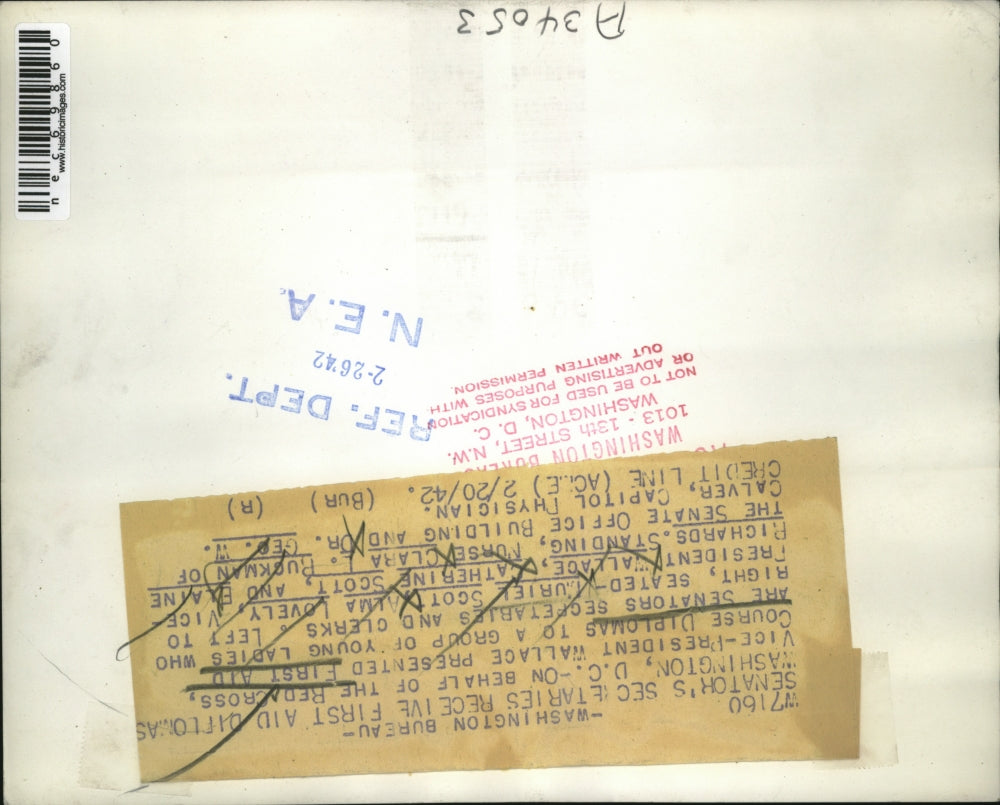 W7160 -WASHINGTON BUREAU-
SENATOR'S SECRETARIES RECEIVE FIRST AID DIPLOMAS
WASHINGTON, D.C.-ON BEHALF OF THE RED CROSS,
VICE-PRESIDENT WALLACE PRESENTED FIRST AID
COURSE DIPLOMAS TO A GROUP OF YOUNG LADIES WHO
ARE SENATORS SECRETARIES AND CLERKS. LEFT TO
RIGHT, SEATED-MURIEL SCOT, ALMA LOVELY, VICE
PRESIDENT WALLACE, KATHERINE SCOT, AND ELAINE
RICHARDS. STANDING, NURSE CLARA P. RUCKMAN OF
THE SENATE OFFICE BUILDING AND DR. GEO. W.
CALVER, CAPITOL PHYSICIAN.
CREDIT LINE (ACME) 2/20/42. (BUR) (R)
WASHINGTON BUREAU
1013 - 13th STREET, N.W.
WASHINGTON, D. C.
NOT TO BE USED FOR SYNDICATION
OR ADVERTISING PURPOSES WITH-
OUT WRITTEN PERMISSION.
REF. DEPT.
2-26-42
N.E.A.
A34053
nec69860
www.historicimages.com